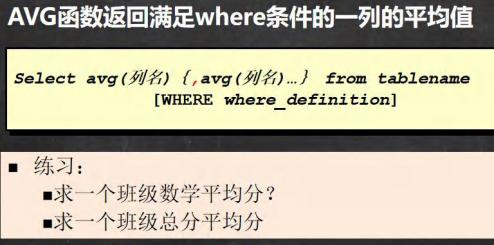 AVG函数返回满足where条件的一列的平均值
Select avg(列名){,avg(列名)…} from tablename
[WHERE where_definition]
■ 练习：
■求一个班级数学平均分？
■求一个班级总分平均分